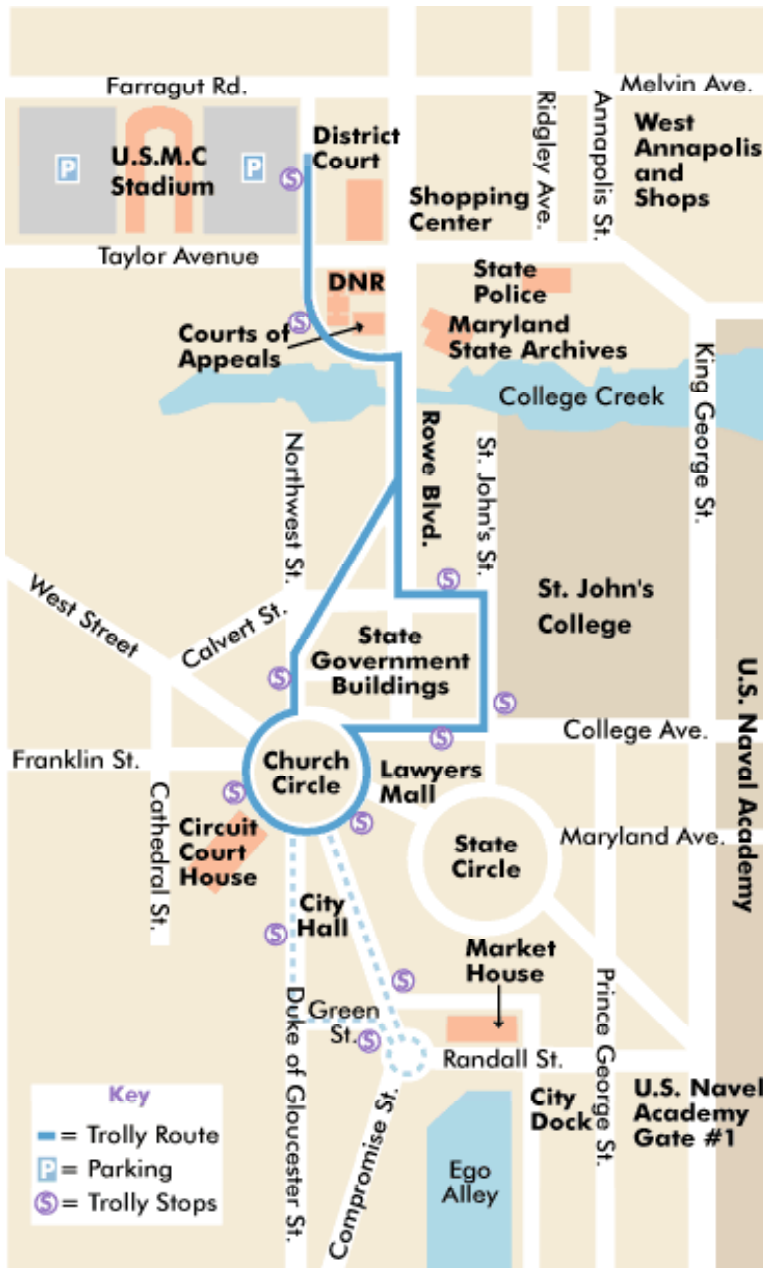 Farragut Rd.
Melvin Ave.
Ridgley Ave.
Annapolis St.
West
Annapolis
and
Shops
P
U.S.M.C
Stadium
P
S
District
Court
Shopping
Center
Taylor Avenue
DNR
State
Police
S
Courts of
Appeals
Maryland
State Archives
College Creek
King George St.
Northwest St.
Rowe Blvd.
St. John's St.
S
St. John's
College
West Street
Calvert St.
State
Government
Buildings
S
S
U.S. Naval Academy
S
College Ave.
Franklin St.
Church
Circle
Lawyers
Mall
Cathedral St.
S
S
Circuit
Court
House
State
Circle
Maryland Ave.
City
Hall
S
Market
House
S
Prince George St.
Duke of Gloucester St.
Green
St.
S
Randall St.
Compromise St.
City
Dock
U.S. Navel
Academy
Gate #1
Ego
Alley
Key
= Trolly Route
P = Parking
S = Trolly Stops